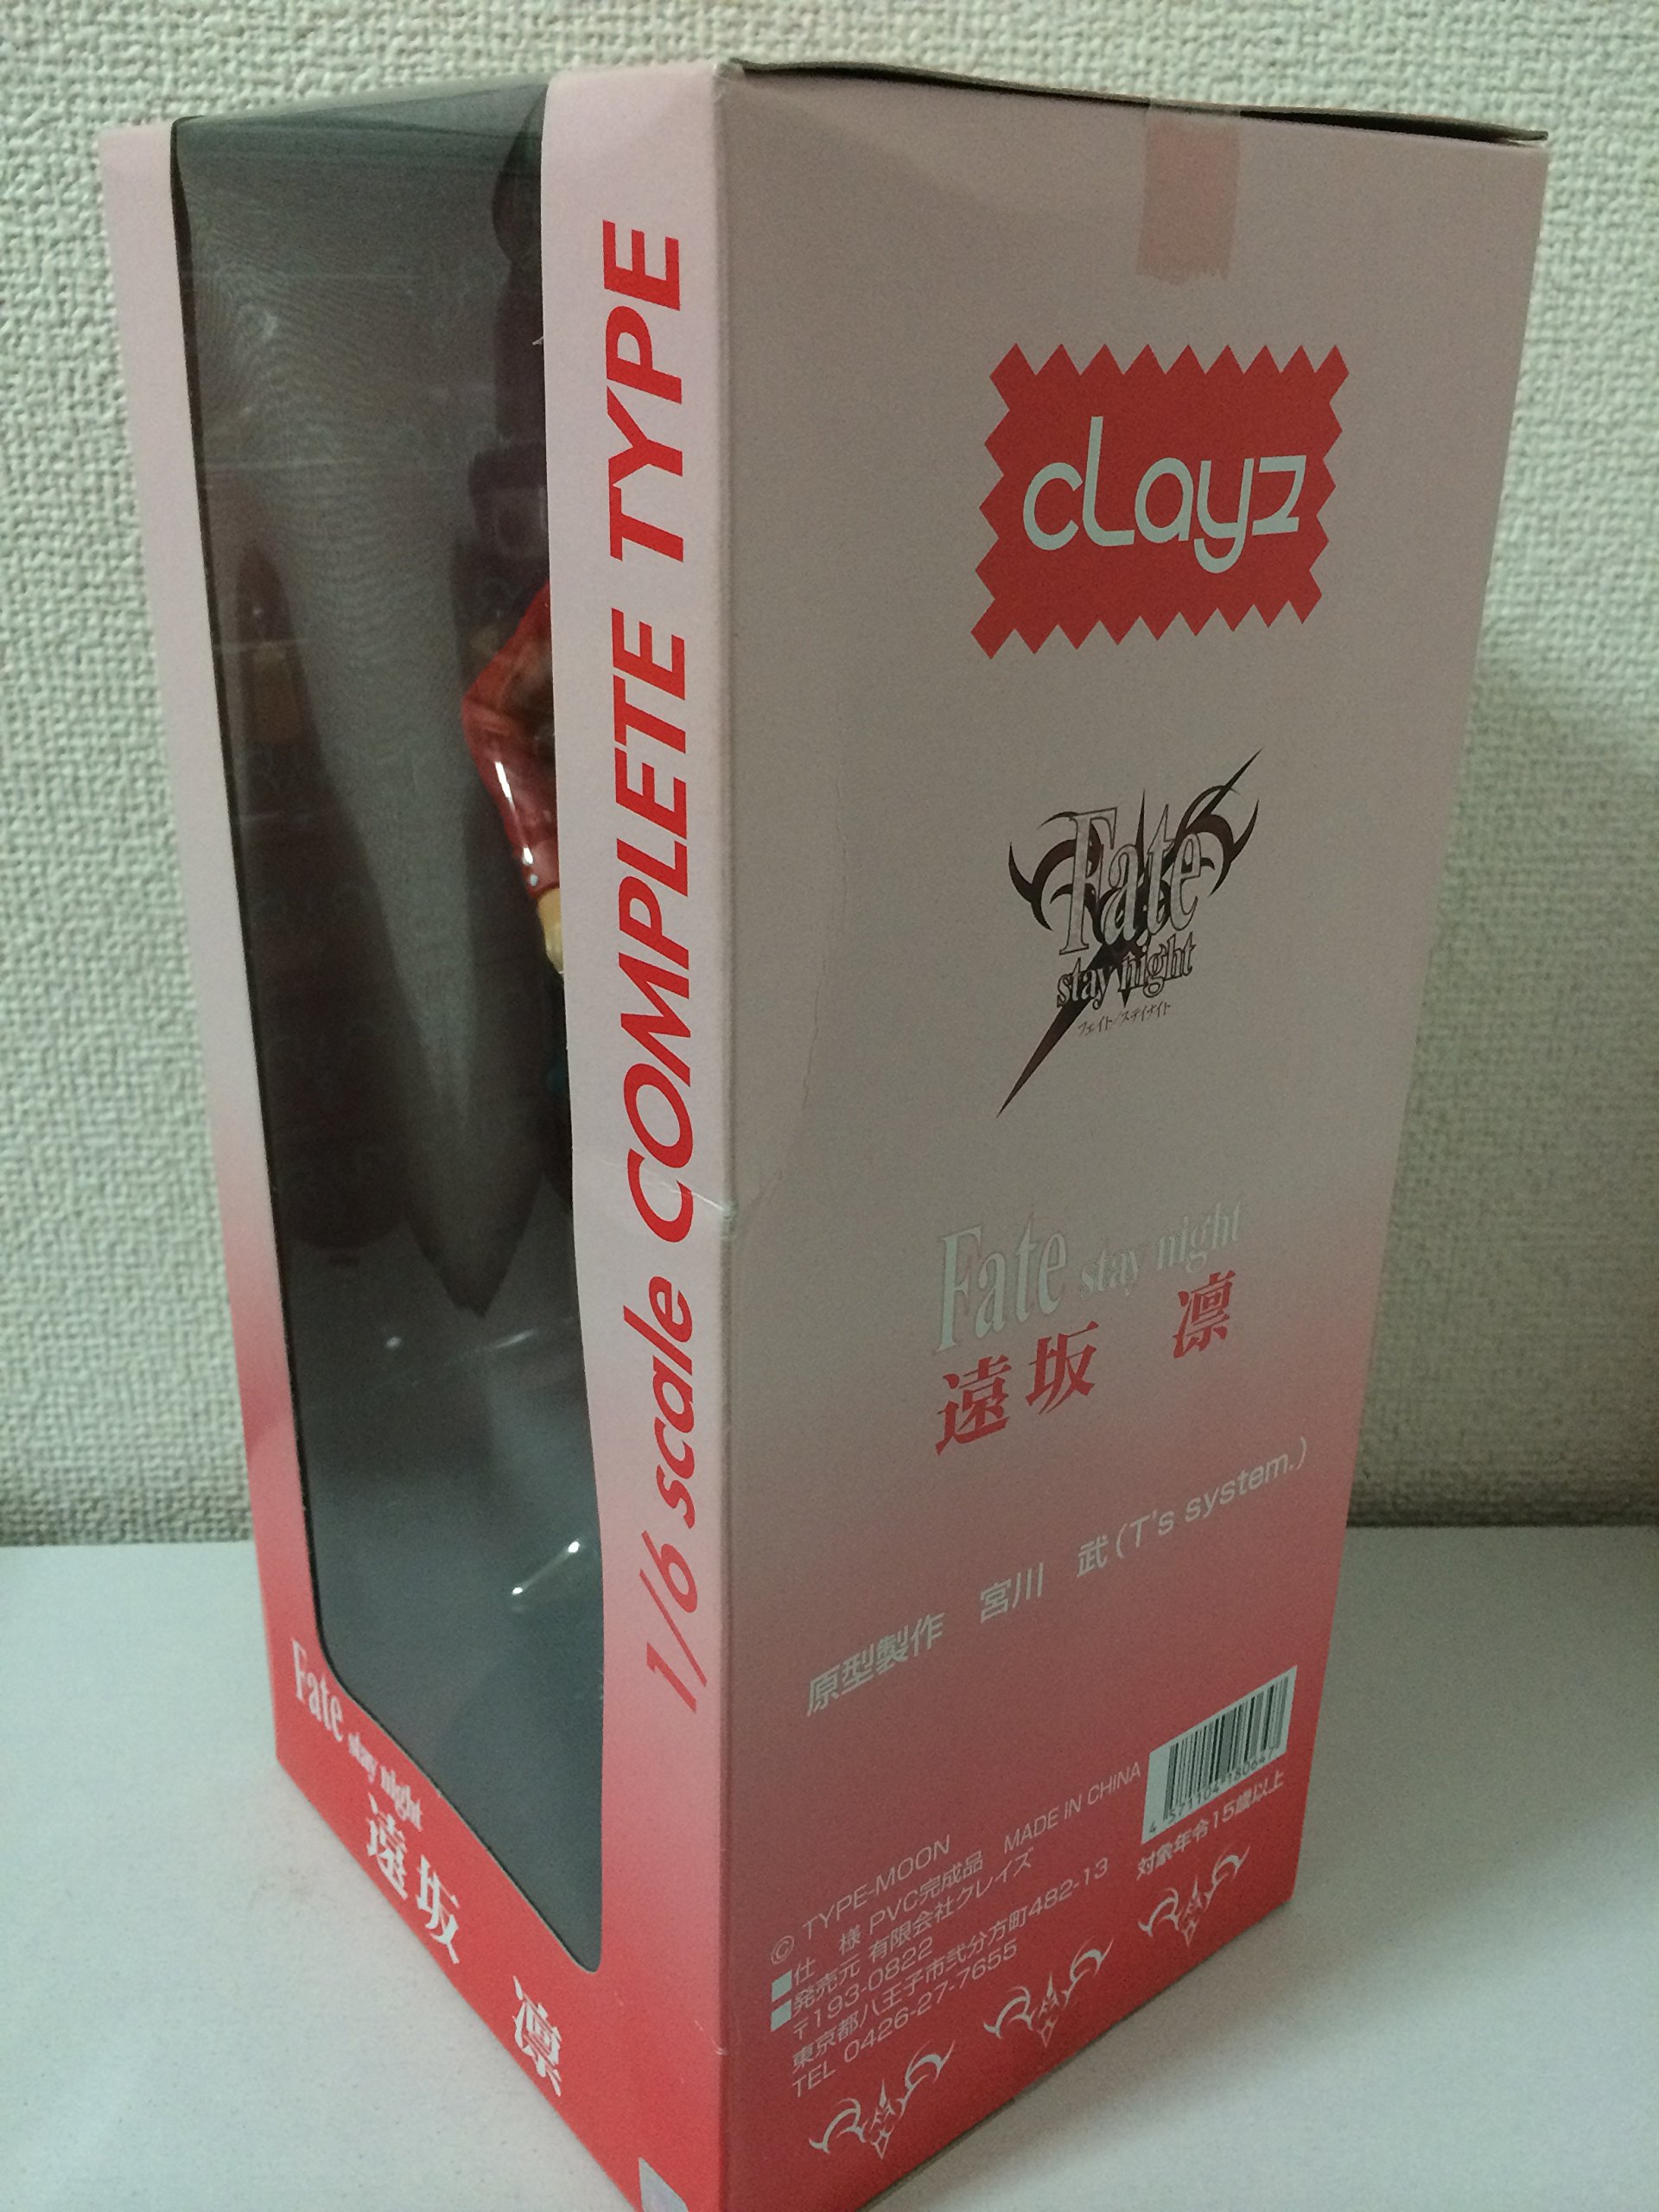 1/6 scale COMPLETE TYPE
Fate stay night
遠坂 凛
clayz
Fate
stay night
フェイト/ステイナイト
Fate stay night
遠坂 凛
原型製作 宮川 武(T's system.)
© TYPE-MOON
■仕 様 PVC完成品 MADE IN CHINA
■発売元 有限会社クレイズ
〒193-0822
東京都八王子市弐分方町482-13
TEL 0426-27-7655
4 571104 180647
対象年令15歳以上